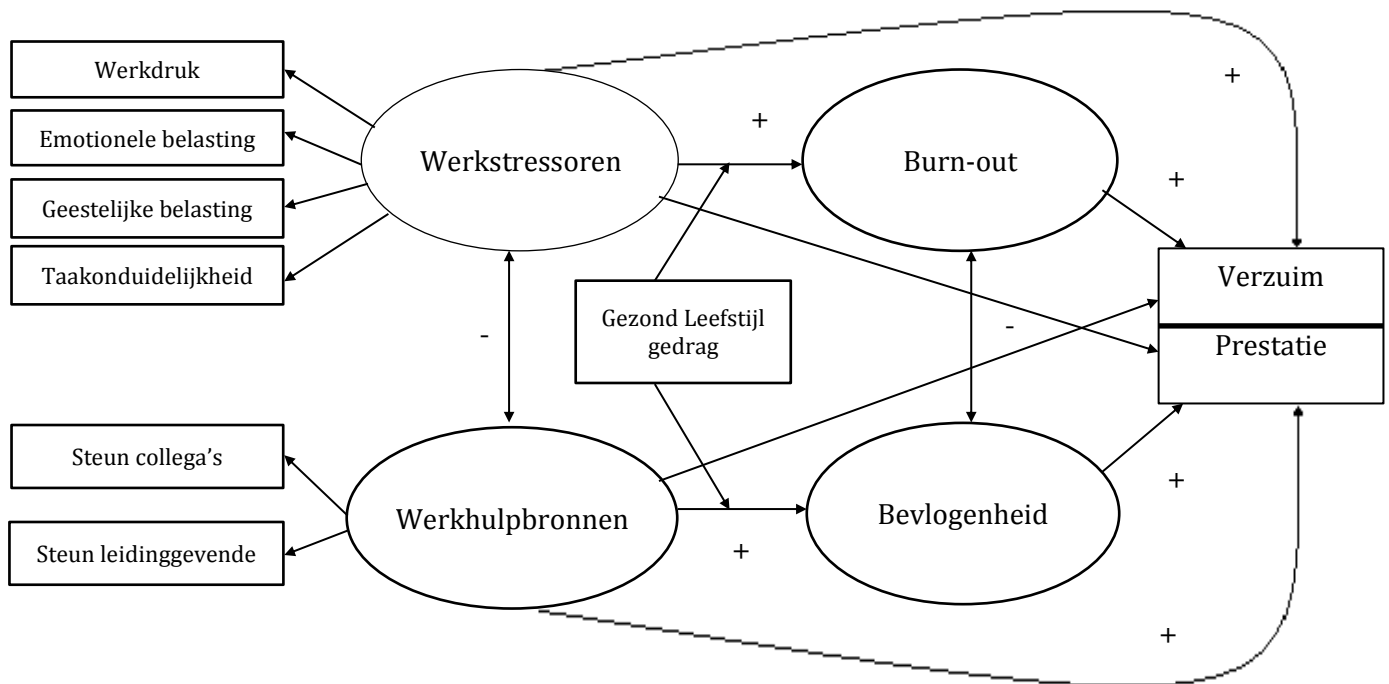 Werkdruk
Emotionele belasting
Geestelijke belasting
Taakonduidelijkheid
Werkstressoren
+
Burn-out
+
+
Verzuim
Prestatie
Gezond Leefstijl
gedrag
-
-
Steun collega's
Steun leidinggevende
Werkhulpbronnen
+
Bevlogenheid
+
+